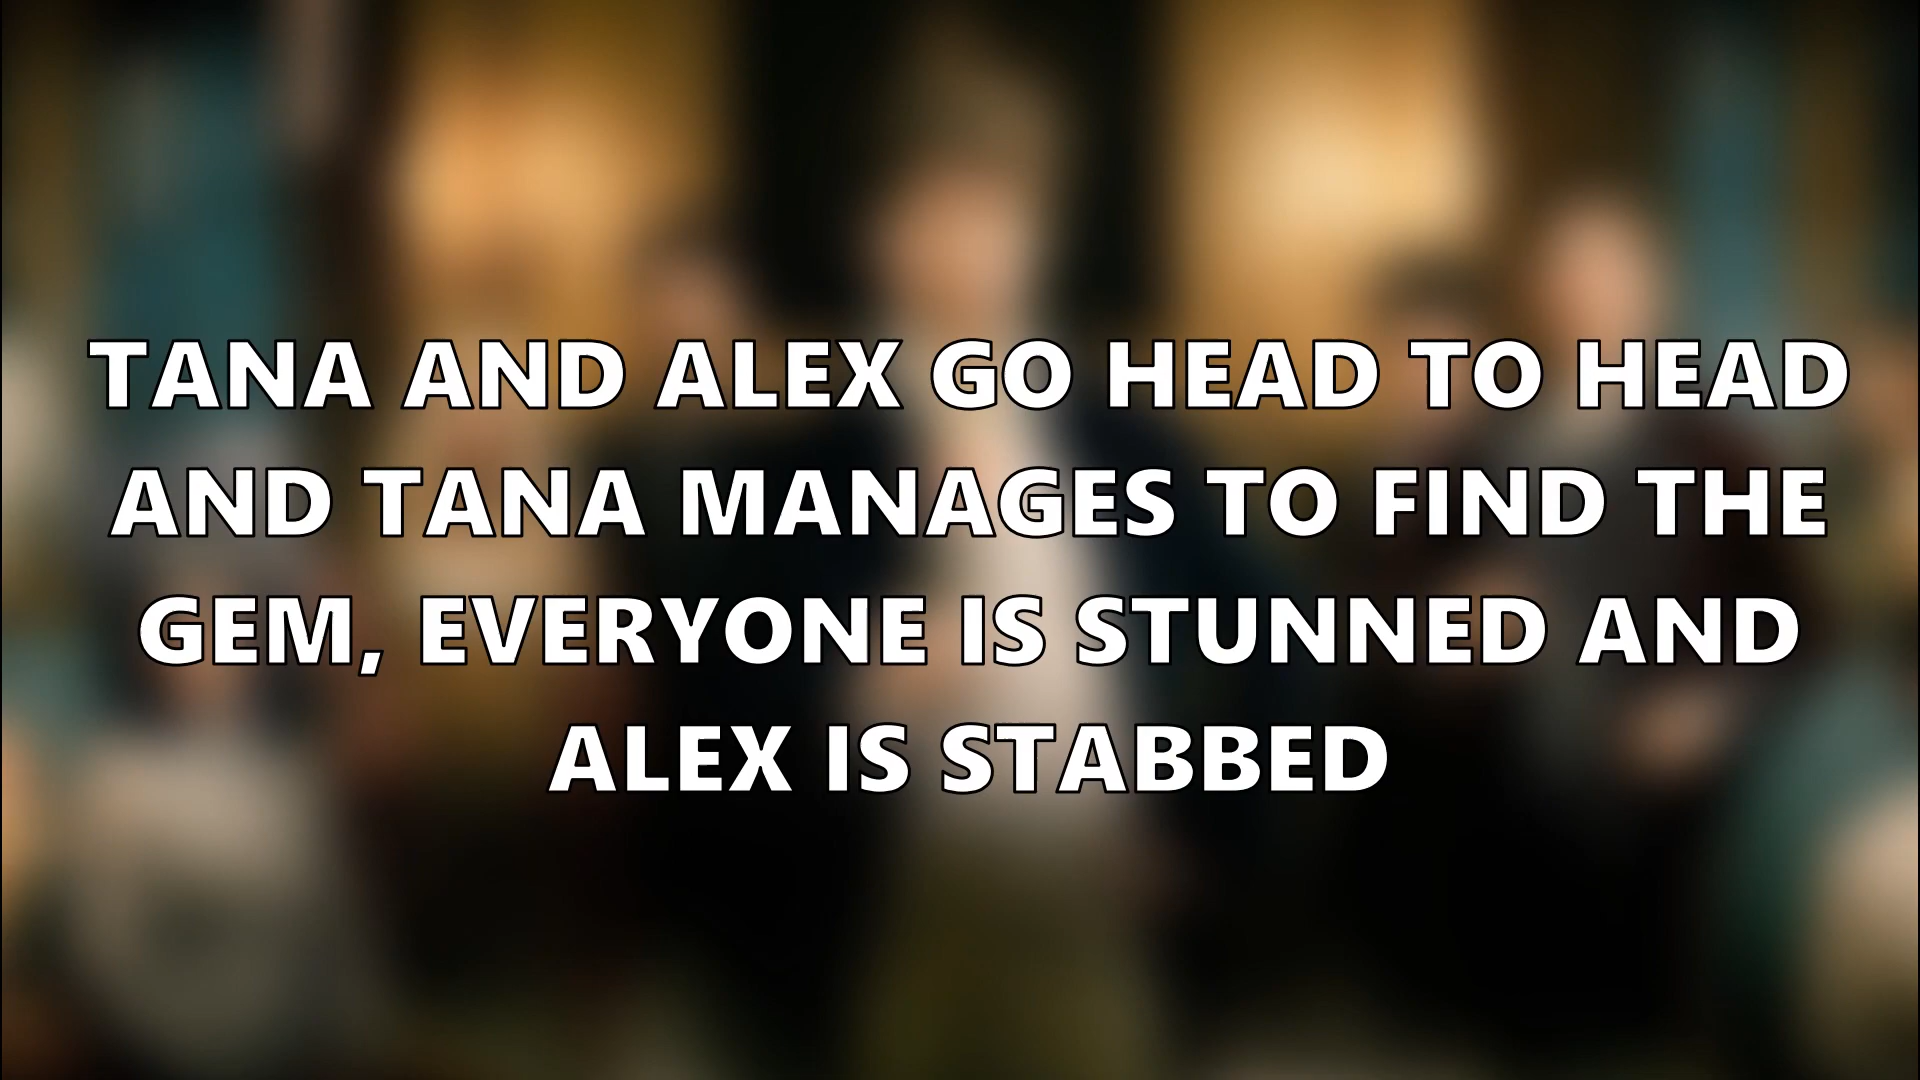 TANA AND ALEX GO HEAD TO HEAD
AND TANA MANAGES TO FIND THE
GEM, EVERYONE IS STUNNED AND
ALEX IS STABBED